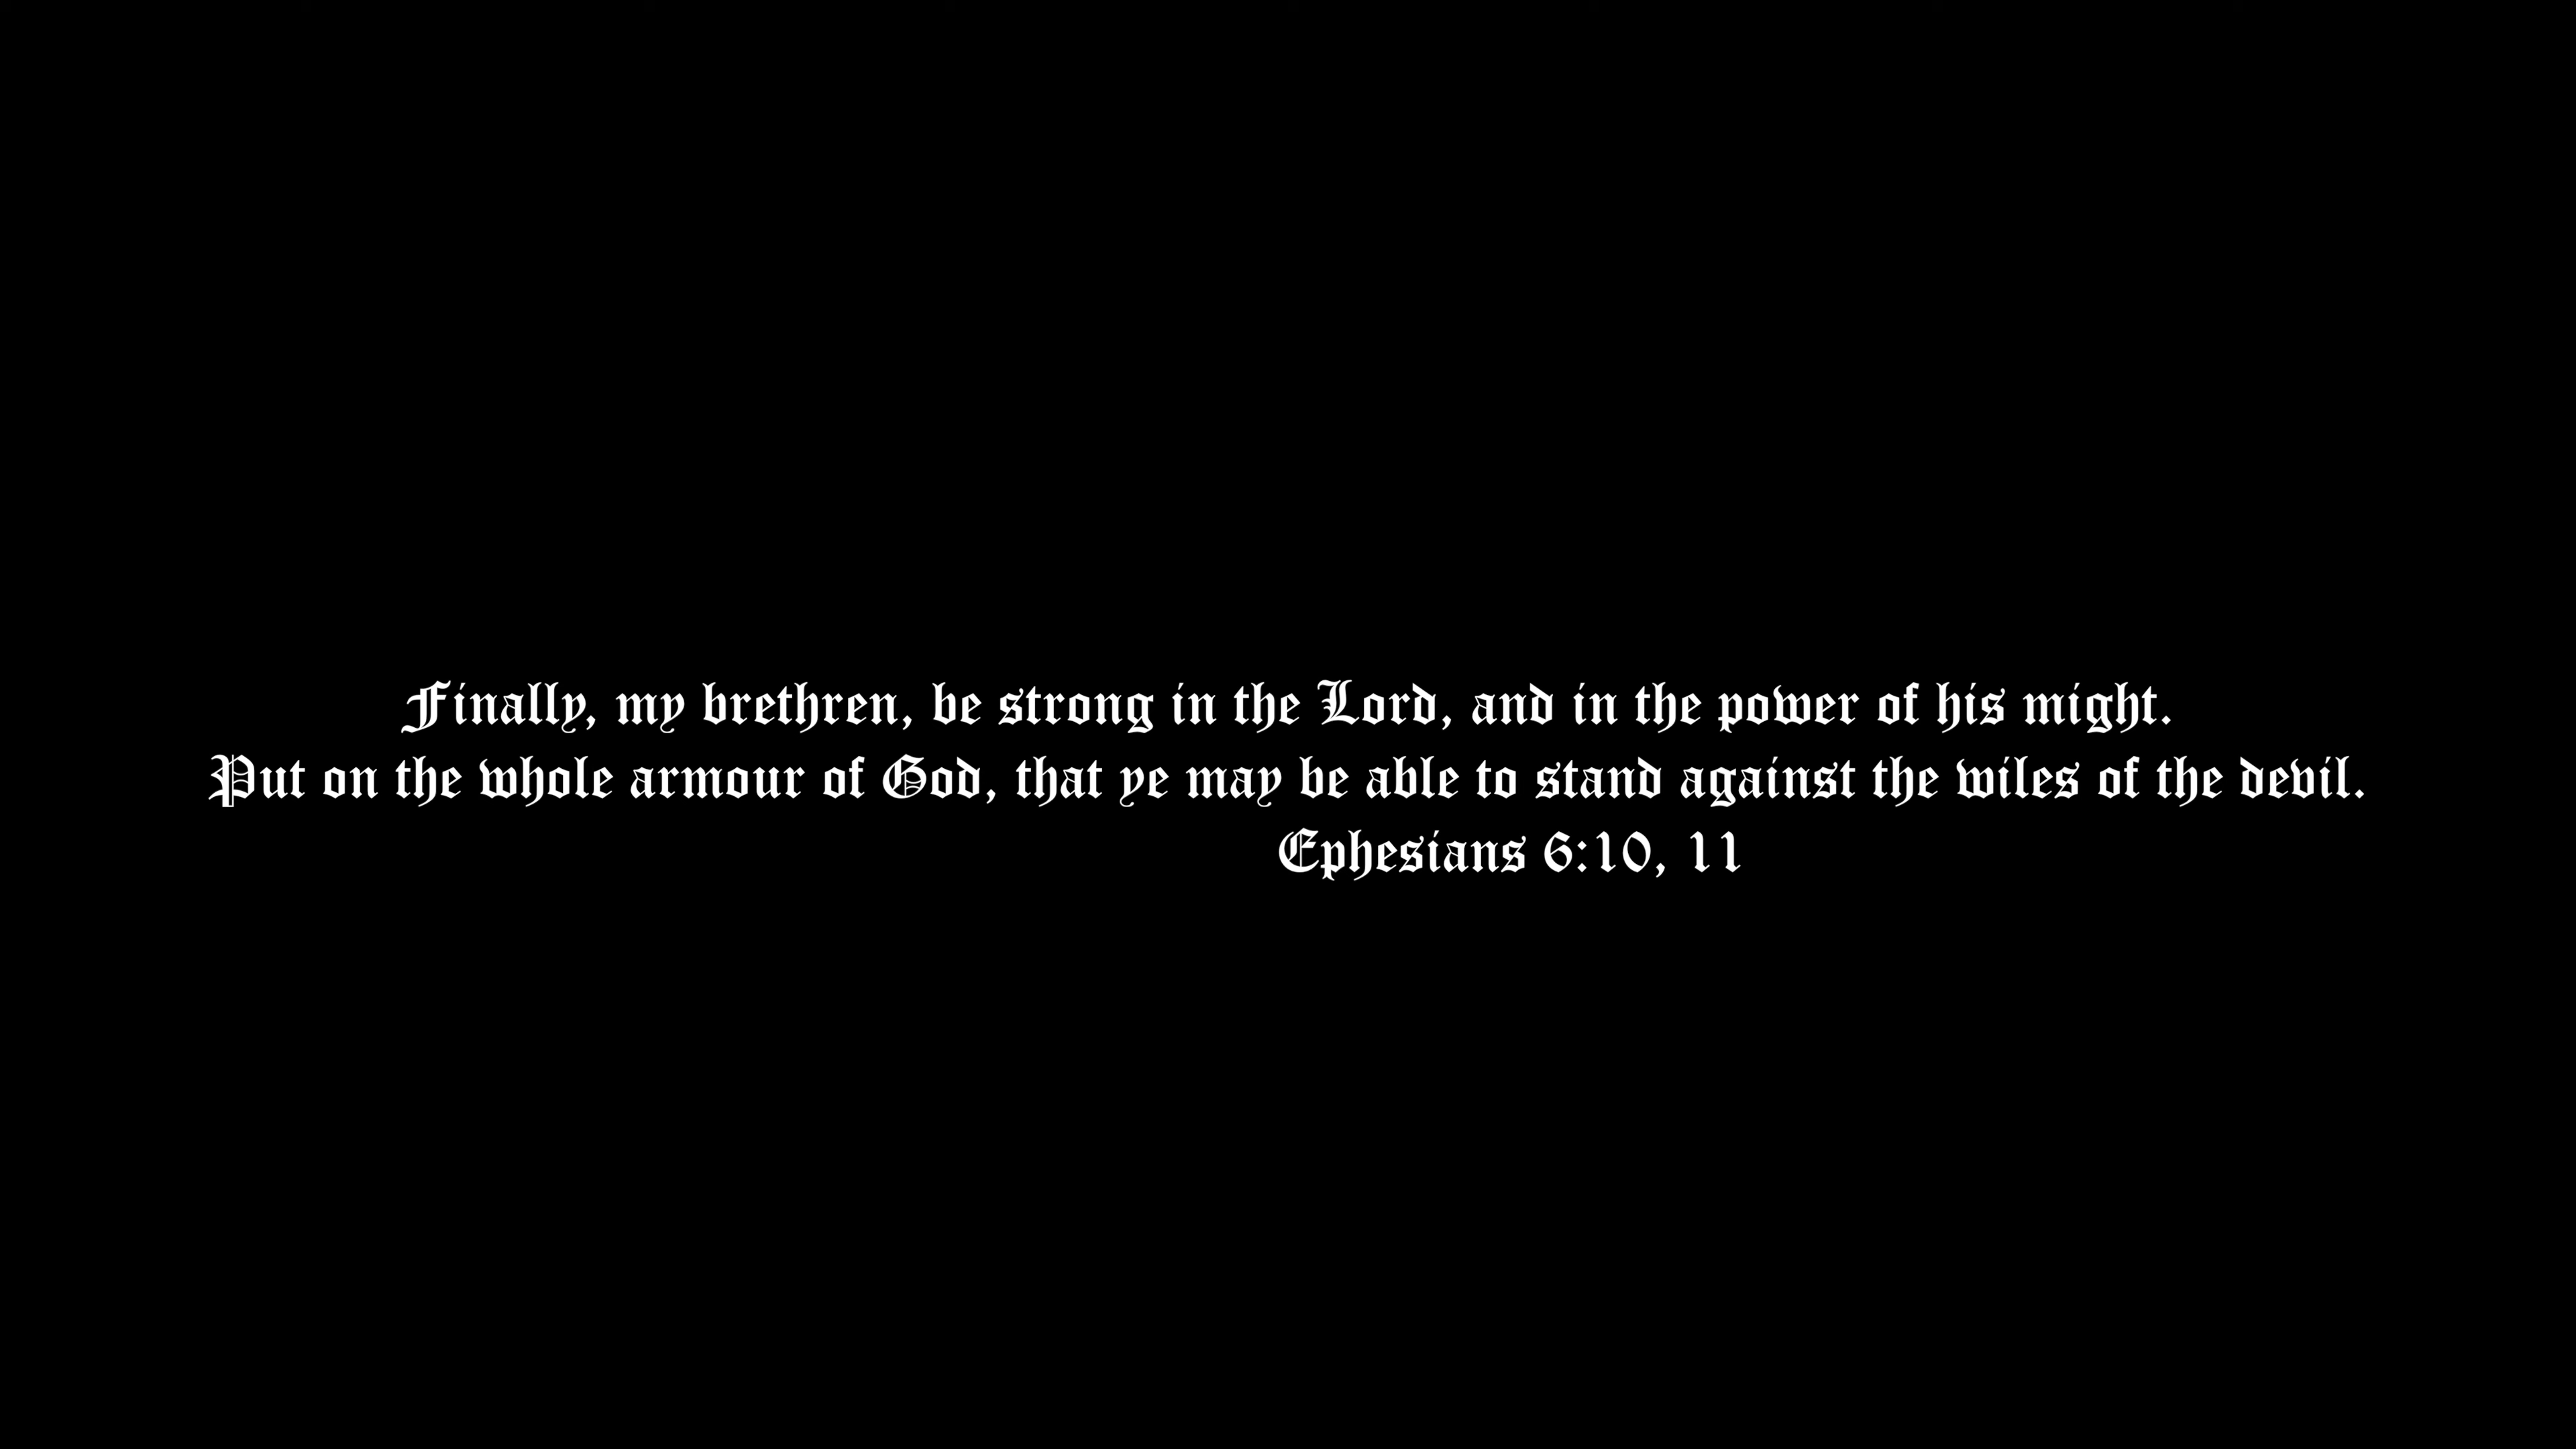 Finally, my brethren, be strong in the Lord, and in the power of his might.
Put on the whole armour of God, that ye may be able to stand against the wiles of the devil.
Ephesians 6:10, 11